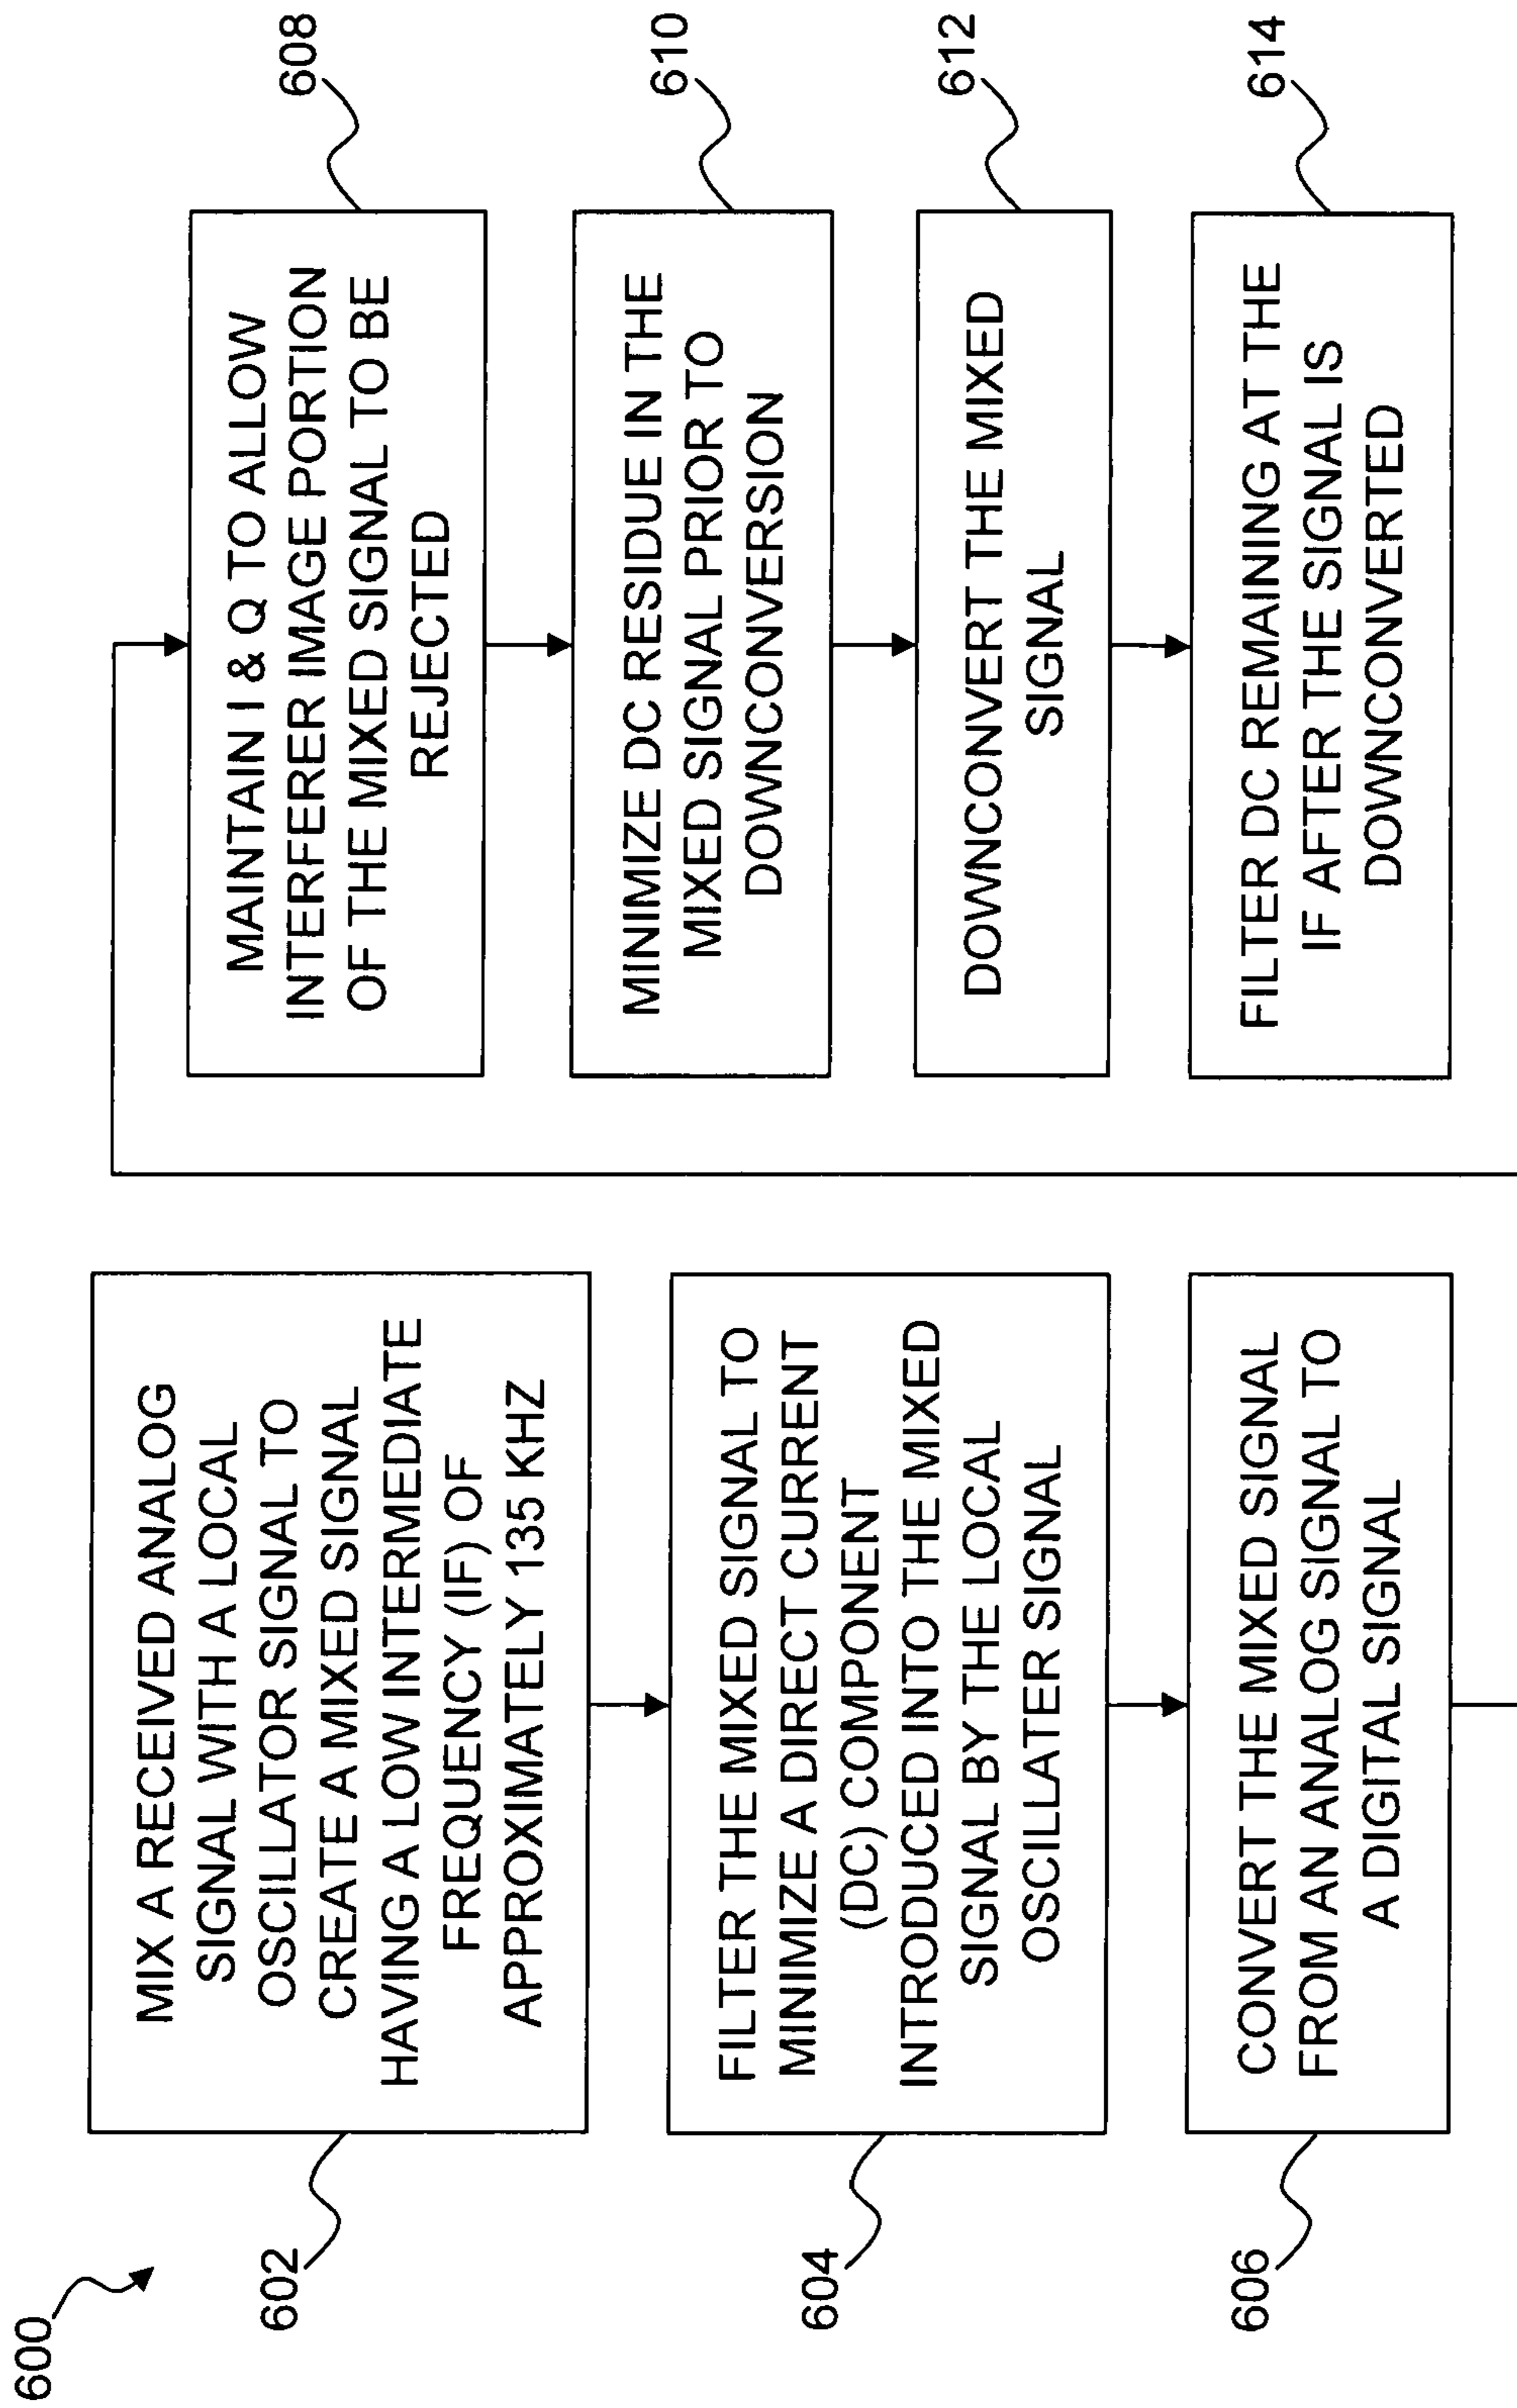 600
602
MIX A RECEIVED ANALOG
SIGNAL WITH A LOCAL
OSCILLATOR SIGNAL TO
CREATE A MIXED SIGNAL
HAVING A LOW INTERMEDIATE
FREQUENCY (IF) OF
APPROXIMATELY 135 KHZ
604
FILTER THE MIXED SIGNAL TO
MINIMIZE A DIRECT CURRENT
(DC) COMPONENT
INTRODUCED INTO THE MIXED
SIGNAL BY THE LOCAL
OSCILLATER SIGNAL
606
CONVERT THE MIXED SIGNAL
FROM AN ANALOG SIGNAL TO
A DIGITAL SIGNAL
608
MAINTAIN I & Q TO ALLOW
INTERFERER IMAGE PORTION
OF THE MIXED SIGNAL TO BE
REJECTED
610
MINIMIZE DC RESIDUE IN THE
MIXED SIGNAL PRIOR TO
DOWNCONVERSION
612
DOWNCONVERT THE MIXED
SIGNAL
614
FILTER DC REMAINING AT THE
IF AFTER THE SIGNAL IS
DOWNCONVERTED